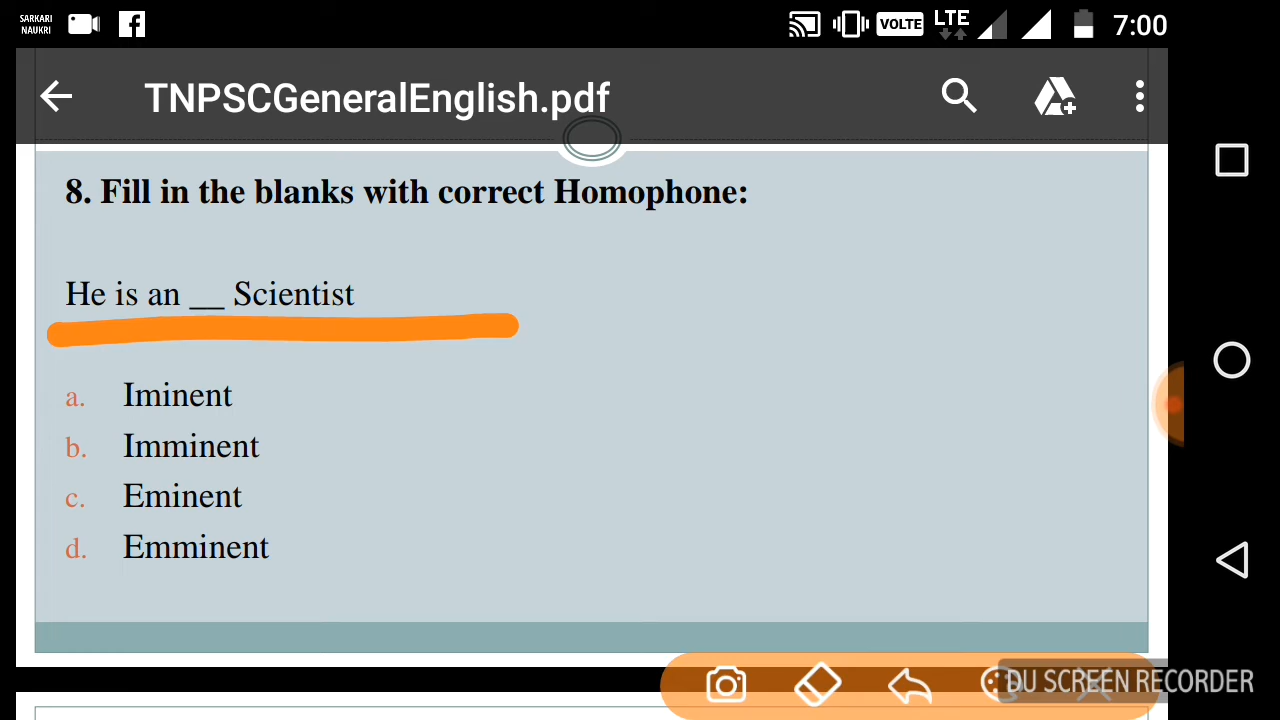 SARKARI
NAUKRI
VOLTE LTE 7:00
TNPSCGeneralEnglish.pdf
8. Fill in the blanks with correct Homophone:
He is an __ Scientist
a. Iminent
b. Imminent
c. Eminent
d. Emminent
DU SCREEN RECORDER